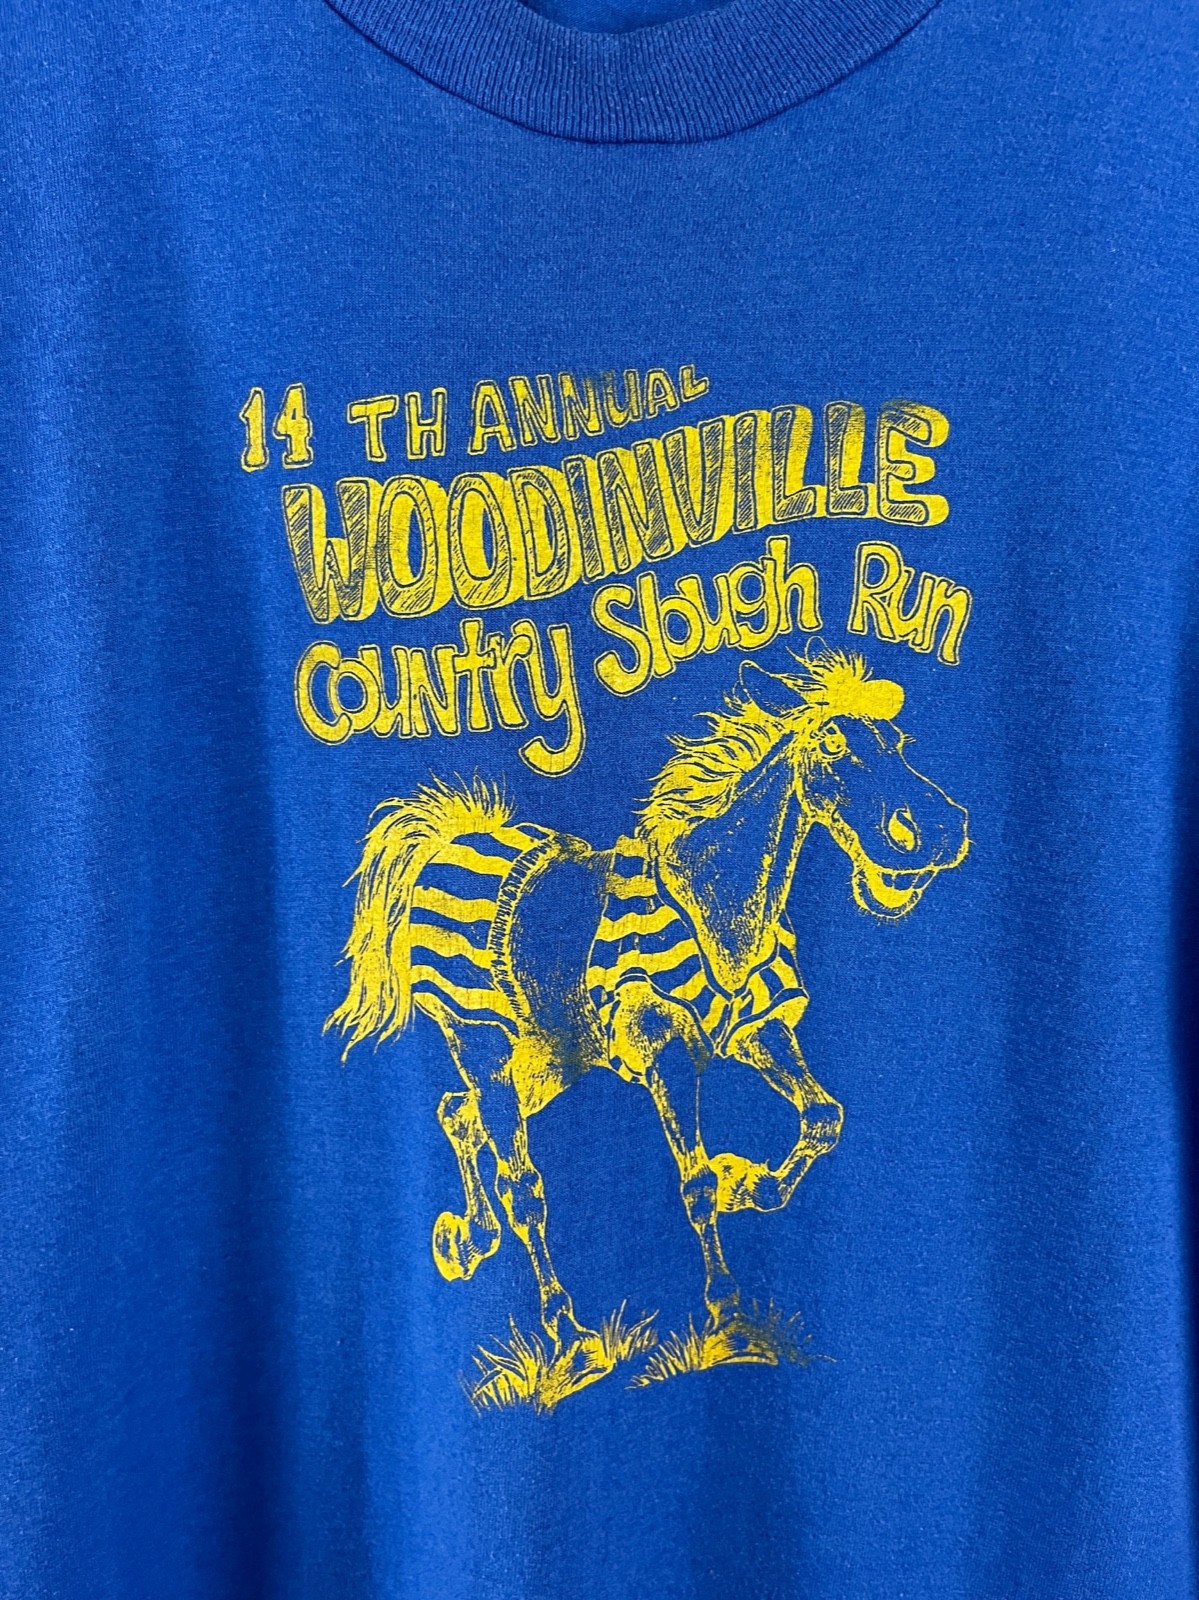 14 TH ANNUAL
WOODINVILLE
Country Slough Run